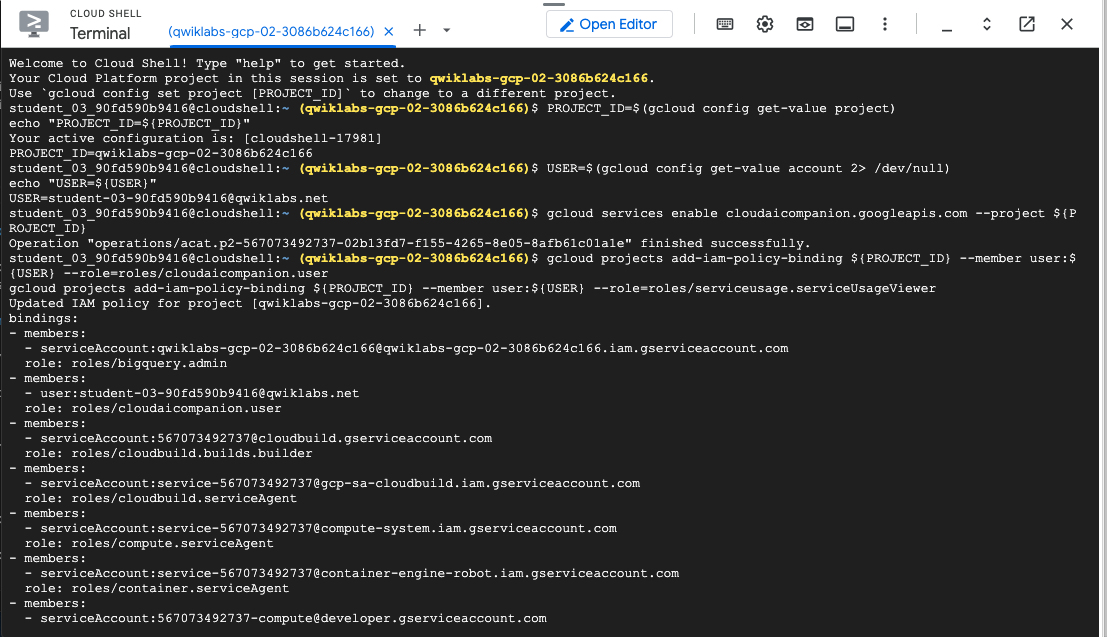 CLOUD SHELL
Terminal
(qwiklabs-gcp-02-3086b624c166)
Open Editor
Welcome to Cloud Shell! Type "help" to get started.
Your Cloud Platform project in this session is set to qwiklabs-gcp-02-3086b624c166.
Use `gcloud config set project [PROJECT_ID]` to change to a different project.
student_03_90fd590b9416@cloudshell:~ (qwiklabs-gcp-02-3086b624c166)$ PROJECT_ID=$(gcloud config get-value project)
echo "PROJECT_ID=${PROJECT_ID}"
Your active configuration is: [cloudshell-17981]
PROJECT_ID=qwiklabs-gcp-02-3086b624c166
student_03_90fd590b9416@cloudshell:~ (qwiklabs-gcp-02-3086b624c166)$ USER=$(gcloud config get-value account 2> /dev/null)
echo "USER=${USER}"
USER=student-03-90fd590b9416@qwiklabs.net
student_03_90fd590b9416@cloudshell:~ (qwiklabs-gcp-02-3086b624c166)$ gcloud services enable cloudaicompanion.googleapis.com --project ${P
ROJECT_ID}
Operation "operations/acat.p2-567073492737-02b13fd7-f155-4265-8e05-8afb61c01a1e" finished successfully.
student_03_90fd590b9416@cloudshell:~ (qwiklabs-gcp-02-3086b624c166)$ gcloud projects add-iam-policy-binding ${PROJECT_ID} --member user:$
{USER} --role=roles/cloudaicompanion.user
gcloud projects add-iam-policy-binding ${PROJECT_ID} --member user:${USER} --role=roles/serviceusage.serviceUsageViewer
Updated IAM policy for project [qwiklabs-gcp-02-3086b624c166].
bindings:
- members:
  - serviceAccount:qwiklabs-gcp-02-3086b624c166@qwiklabs-gcp-02-3086b624c166.iam.gserviceaccount.com
  role: roles/bigquery.admin
- members:
  - user:student-03-90fd590b9416@qwiklabs.net
  role: roles/cloudaicompanion.user
- members:
  - serviceAccount:567073492737@cloudbuild.gserviceaccount.com
  role: roles/cloudbuild.builds.builder
- members:
  - serviceAccount:service-567073492737@gcp-sa-cloudbuild.iam.gserviceaccount.com
  role: roles/cloudbuild.serviceAgent
- members:
  - serviceAccount:service-567073492737@compute-system.iam.gserviceaccount.com
  role: roles/compute.serviceAgent
- members:
  - serviceAccount:service-567073492737@container-engine-robot.iam.gserviceaccount.com
  role: roles/container.serviceAgent
- members:
  - serviceAccount:567073492737-compute@developer.gserviceaccount.com